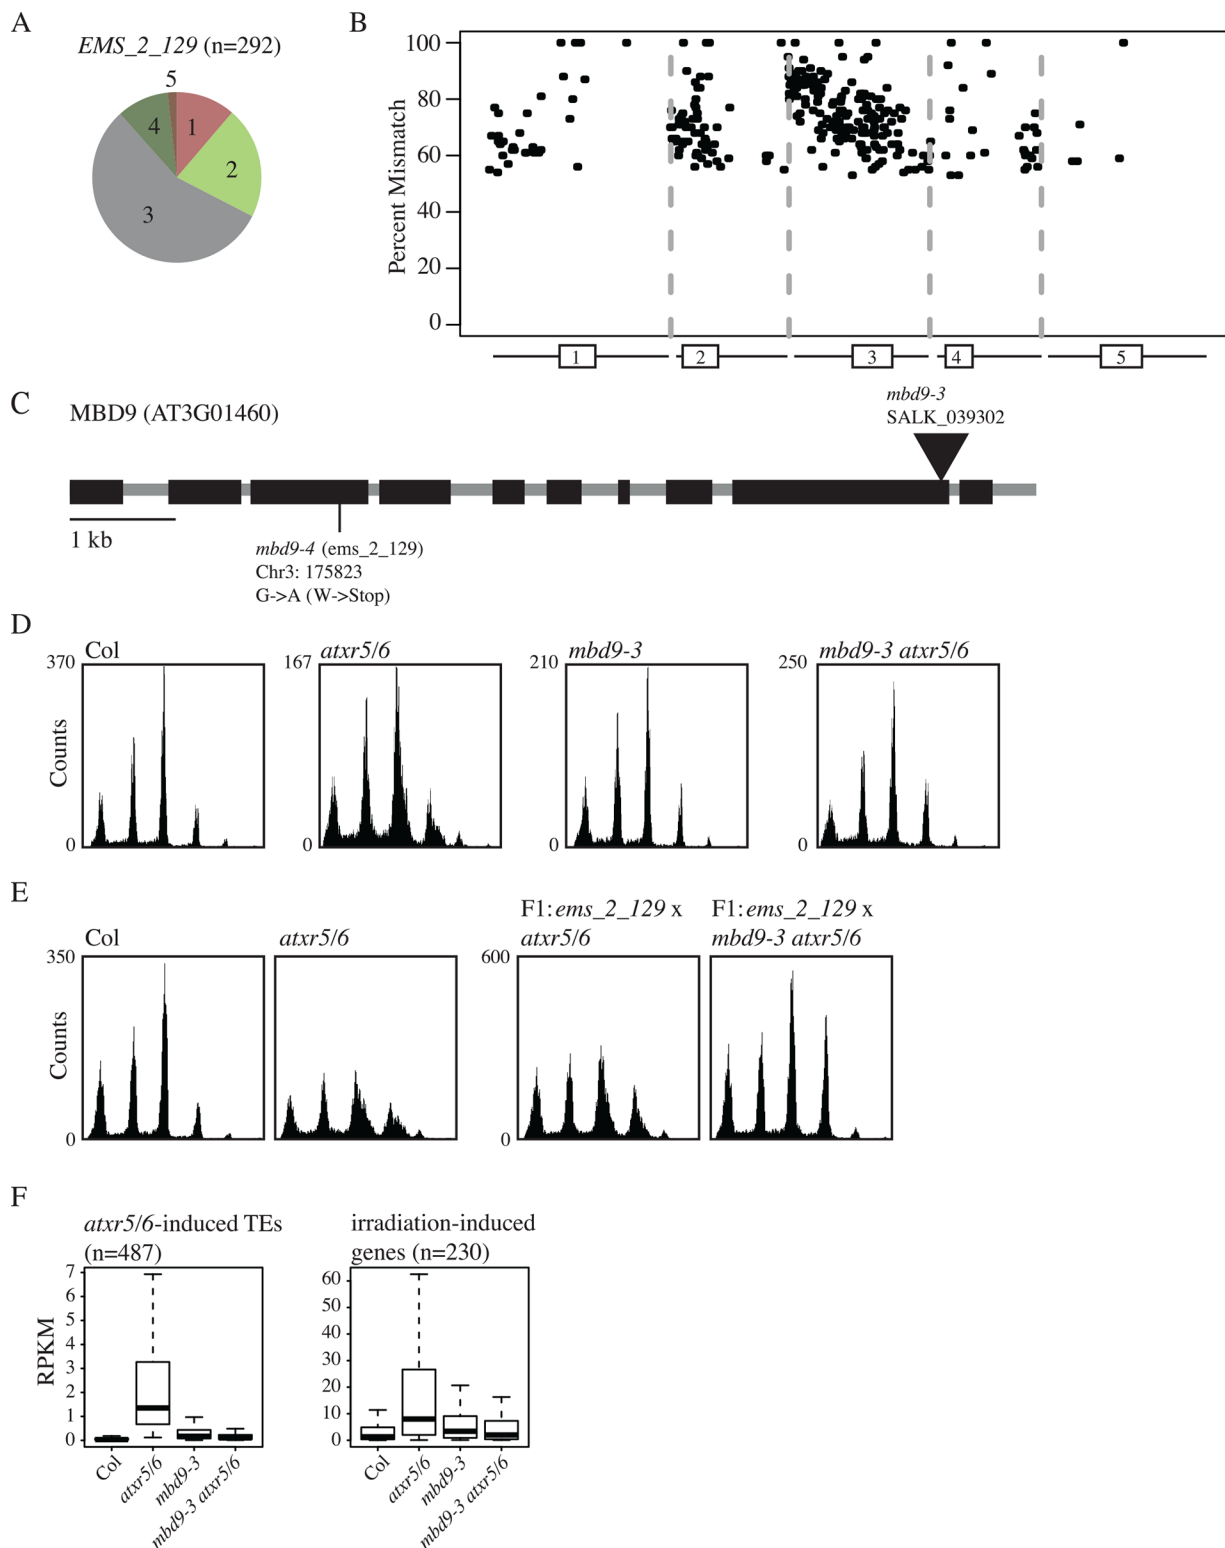 A
EMS_2_129 (n=292)
5
4
1
2
3
B
Percent Mismatch
100
80
60
40
20
0
1
2
3
4
5
C
MBD9 (AT3G01460)
mbd9-3
SALK_039302
1 kb
mbd9-4 (ems_2_129)
Chr3: 175823
G->A (W->Stop)
D
Col
atxr5/6
mbd9-3
mbd9-3 atxr5/6
370
167
210
250
Counts
0
0
0
0
E
Col
atxr5/6
F1: ems_2_129 x
atxr5/6
F1: ems_2_129 x
mbd9-3 atxr5/6
350
600
Counts
0
0
F
atxr5/6-induced TEs
(n=487)
RPKM
7
6
5
4
3
2
1
0
Col
atxr5/6
mbd9-3
mbd9-3 atxr5/6
irradiation-induced
genes (n=230)
60
50
40
30
20
10
0
Col
atxr5/6
mbd9-3
mbd9-3 atxr5/6